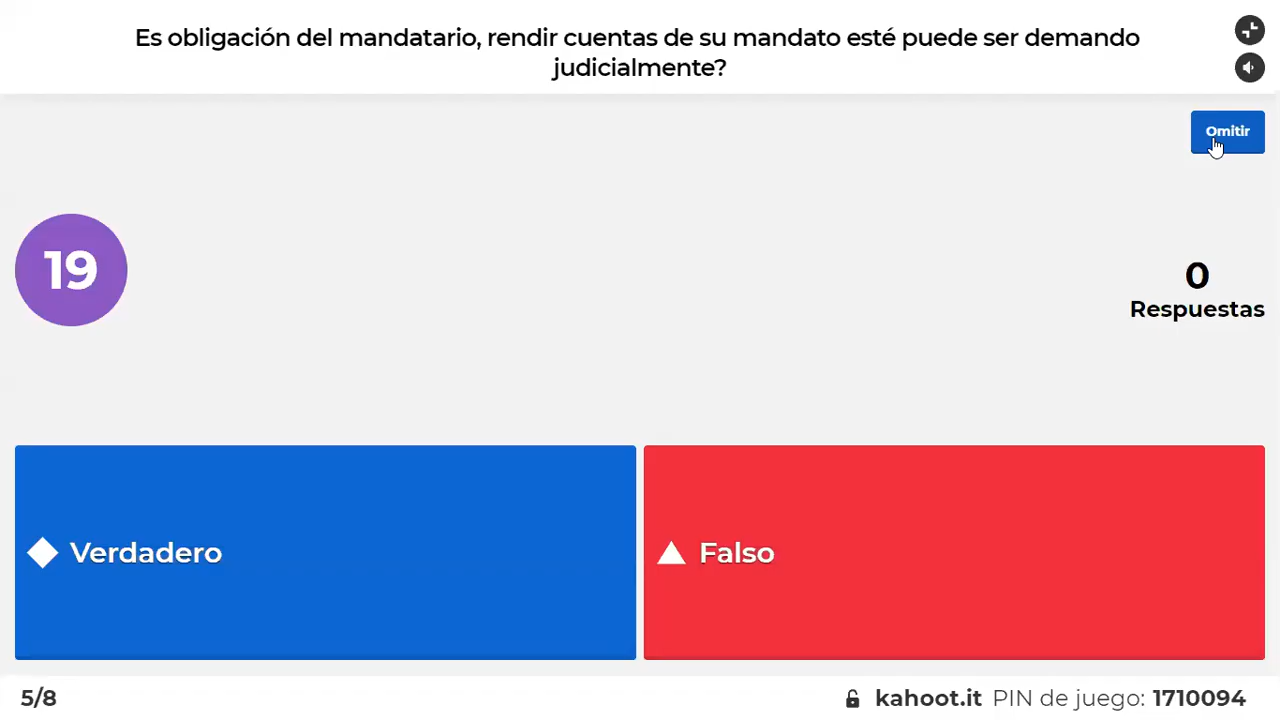 Es obligación del mandatario, rendir cuentas de su mandato esté puede ser demando
judicialmente?
Omitir
19
0
Respuestas
Verdadero
Falso
5/8
kahoot.it PIN de juego: 1710094